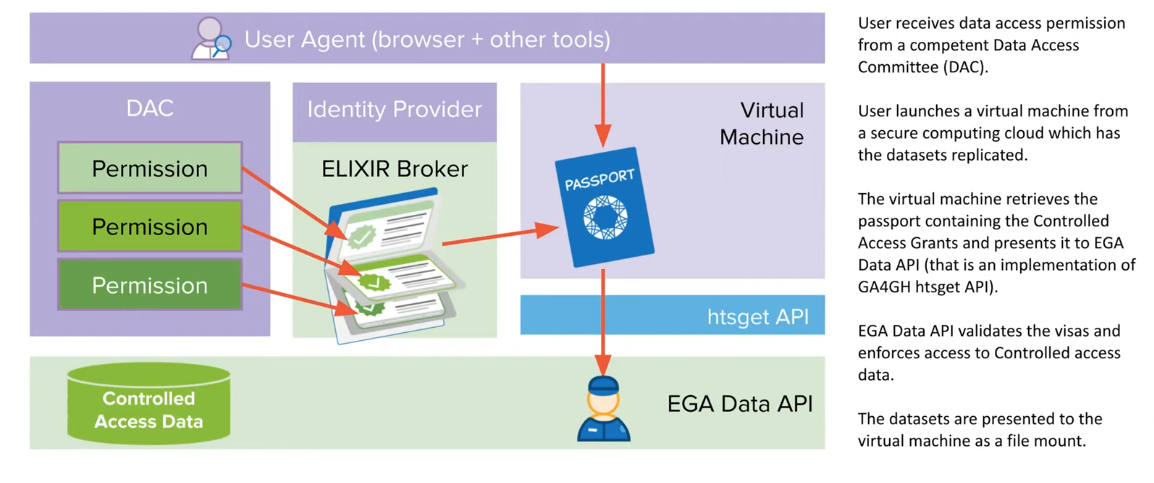 User Agent (browser + other tools)
DAC
Permission
Permission
Permission
Identity Provider
ELIXIR Broker
Virtual
Machine
PASSPORT
htsget API
Controlled
Access Data
EGA Data API
User receives data access permission
from a competent Data Access
Committee (DAC).
User launches a virtual machine from
a secure computing cloud which has
the datasets replicated.
The virtual machine retrieves the
passport containing the Controlled
Access Grants and presents it to EGA
Data API (that is an implementation of
GA4GH htsget API).
EGA Data API validates the visas and
enforces access to Controlled access
data.
The datasets are presented to the
virtual machine as a file mount.